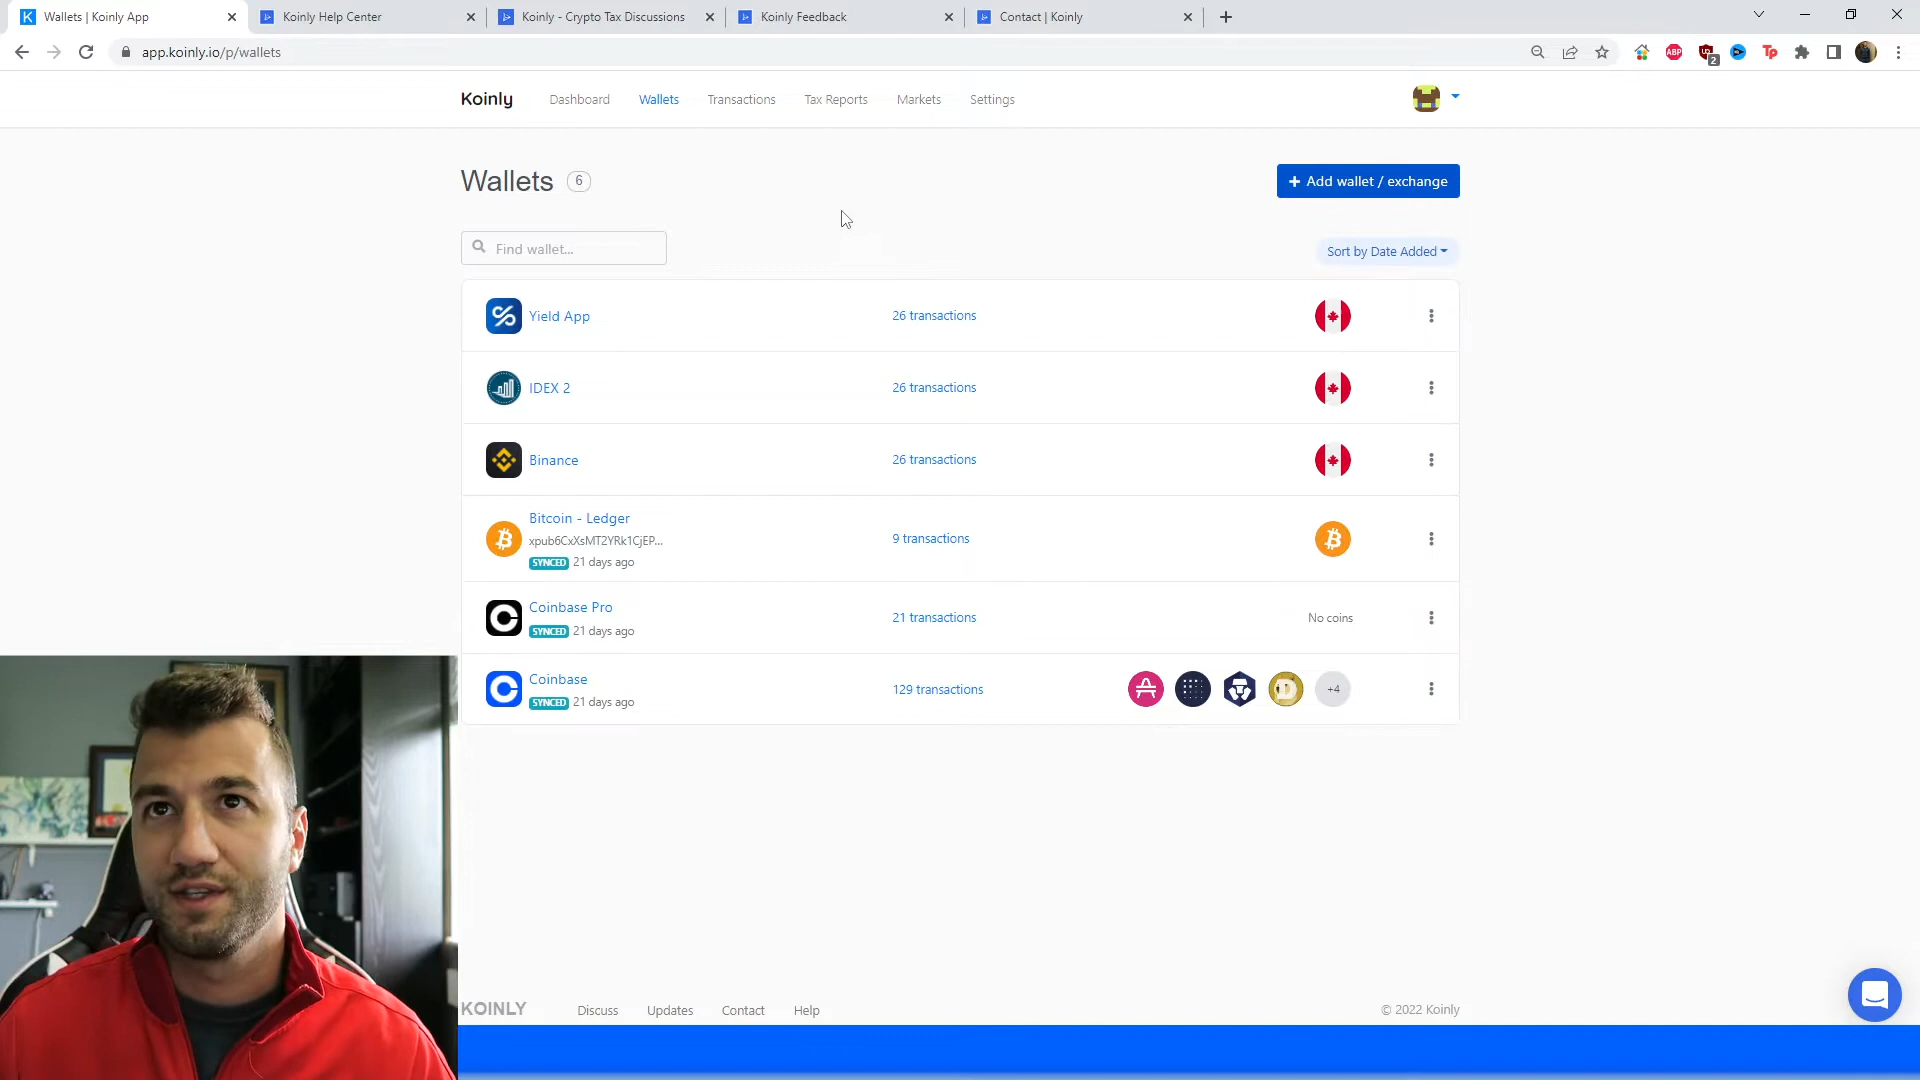 Wallets | Koinly App
Koinly Help Center
Koinly - Crypto Tax Discussions
Koinly Feedback
Contact | Koinly
app.koinly.io/p/wallets
ABP
2
Tp
Koinly
Dashboard
Wallets
Transactions
Tax Reports
Markets
Settings
Wallets 6
+ Add wallet / exchange
Find wallet...
Sort by Date Added
Yield App
26 transactions
IDEX 2
26 transactions
Binance
26 transactions
Bitcoin - Ledger
xpub6CxXsMT2YRk1CjEP...
SYNCED 21 days ago
9 transactions
Coinbase Pro
SYNCED 21 days ago
21 transactions
No coins
Coinbase
SYNCED 21 days ago
129 transactions
+4
KOINLY
Discuss
Updates
Contact
Help
© 2022 Koinly